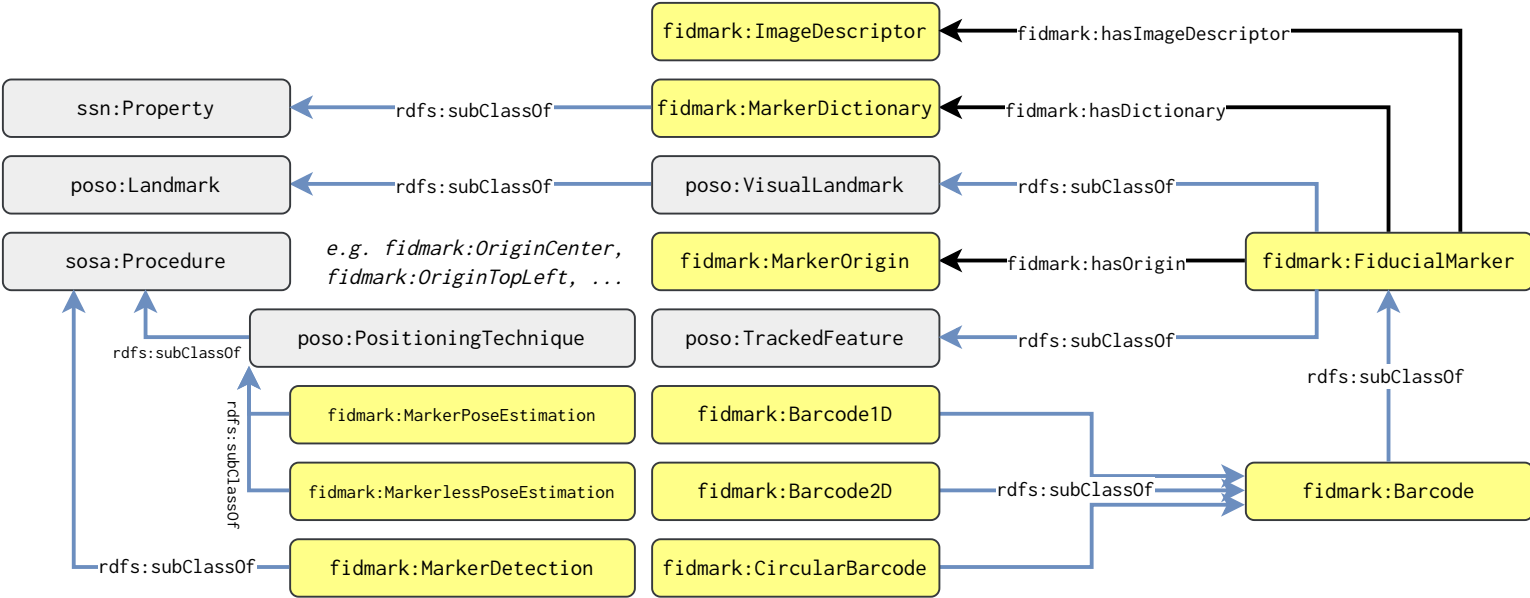 fidmark:ImageDescriptor
fidmark:hasImageDescriptor
ssn:Property
rdfs:subClassOf
fidmark:MarkerDictionary
fidmark:hasDictionary
poso:Landmark
rdfs:subClassOf
poso:VisualLandmark
rdfs:subClassOf
sosa:Procedure
e.g. fidmark:OriginCenter,
fidmark:OriginTopLeft, ...
fidmark:MarkerOrigin
fidmark:hasOrigin
fidmark:FiducialMarker
rdfs:subClassOf
poso:PositioningTechnique
poso:TrackedFeature
rdfs:subClassOf
rdfs:subClassOf
rdfs:subClassOf
fidmark:MarkerPoseEstimation
fidmark:Barcode1D
fidmark:MarkerlessPoseEstimation
fidmark:Barcode2D
rdfs:subClassOf
fidmark:Barcode
rdfs:subClassOf
fidmark:MarkerDetection
fidmark:CircularBarcode